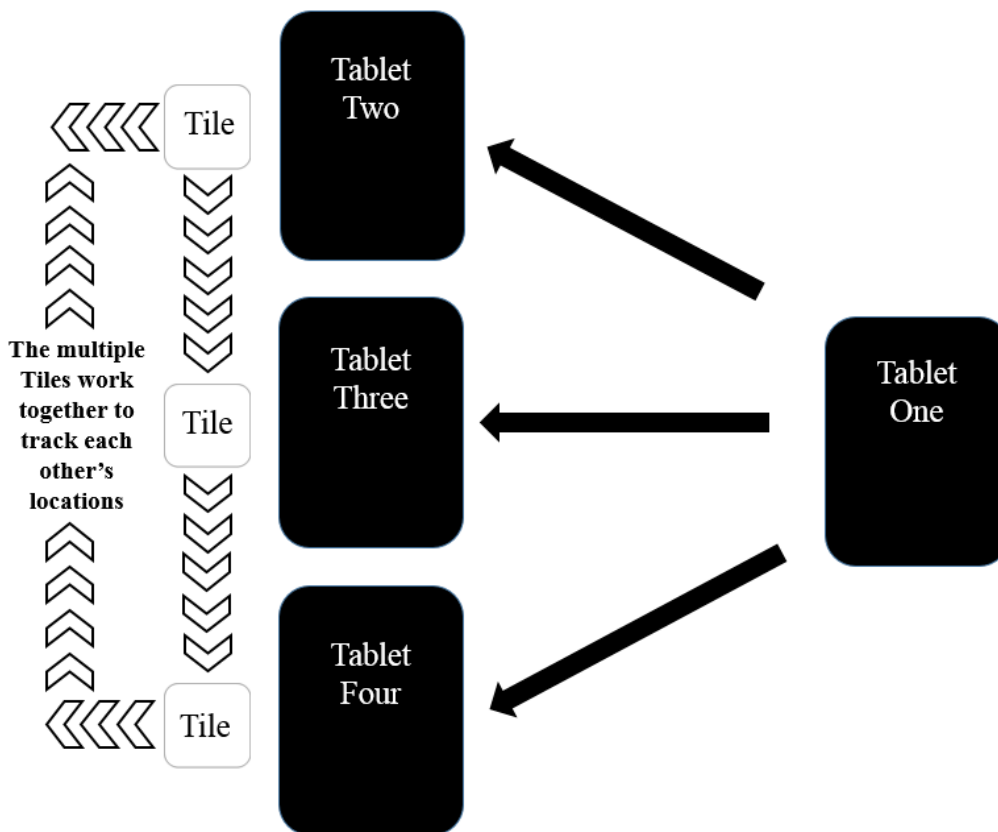 Tablet
Two
Tile
The multiple
Tiles work
together to
track each
other’s
locations
Tile
Tablet
Three
Tablet
One
Tile
Tablet
Four